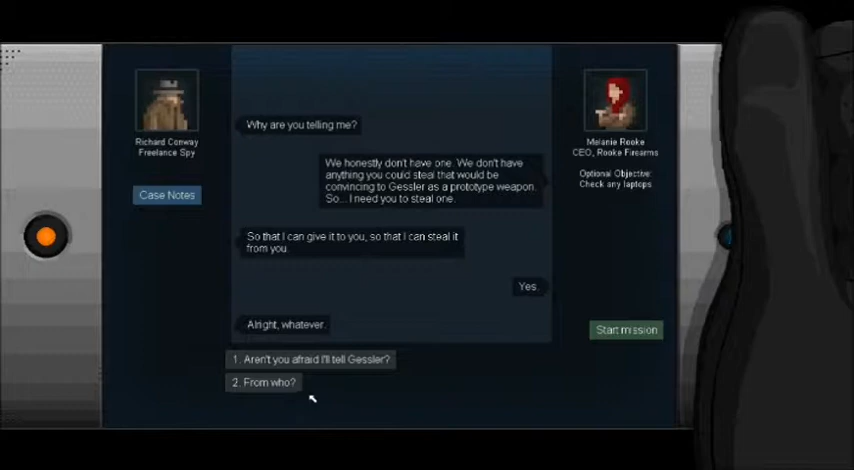 Richard Conway
Freelance Spy
Case Notes
Why are you telling me?
We honestly don't have one. We don't have
anything you could steal that would be
convincing to Gessler as a prototype weapon.
So... I need you to steal one.
So that I can give it to you, so that I can steal it
from you.
Yes.
Alright, whatever.
1. Aren't you afraid I'll tell Gessler?
2. From who?
Melanie Rooke
CEO, Rooke Firearms
Optional Objective:
Check any laptops
Start mission